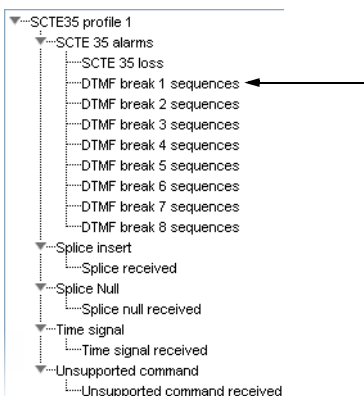 SCTE35 profile 1
SCTE 35 alarms
SCTE 35 loss
DTMF break 1 sequences
DTMF break 2 sequences
DTMF break 3 sequences
DTMF break 4 sequences
DTMF break 5 sequences
DTMF break 6 sequences
DTMF break 7 sequences
DTMF break 8 sequences
Splice insert
Splice received
Splice Null
Splice null received
Time signal
Time signal received
Unsupported command
Unsupported command received